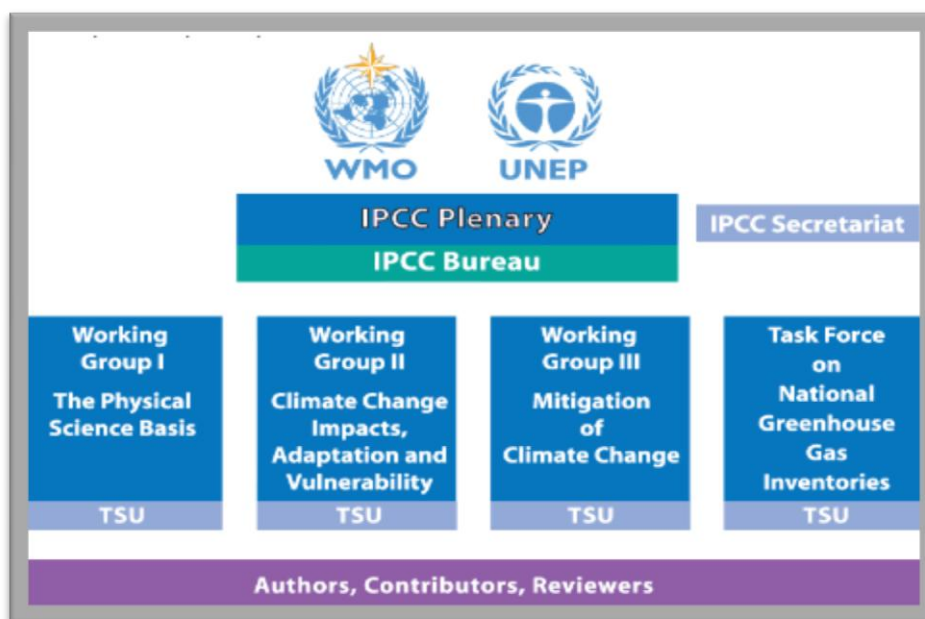 WMO
UNEP
IPCC Plenary
IPCC Secretariat
IPCC Bureau
Working
Group I
The Physical
Science Basis
TSU
Working
Group II
Climate Change
Impacts,
Adaptation and
Vulnerability
TSU
Working
Group III
Mitigation
of
Climate Change
TSU
Task Force
on
National
Greenhouse
Gas
Inventories
TSU
Authors, Contributors, Reviewers